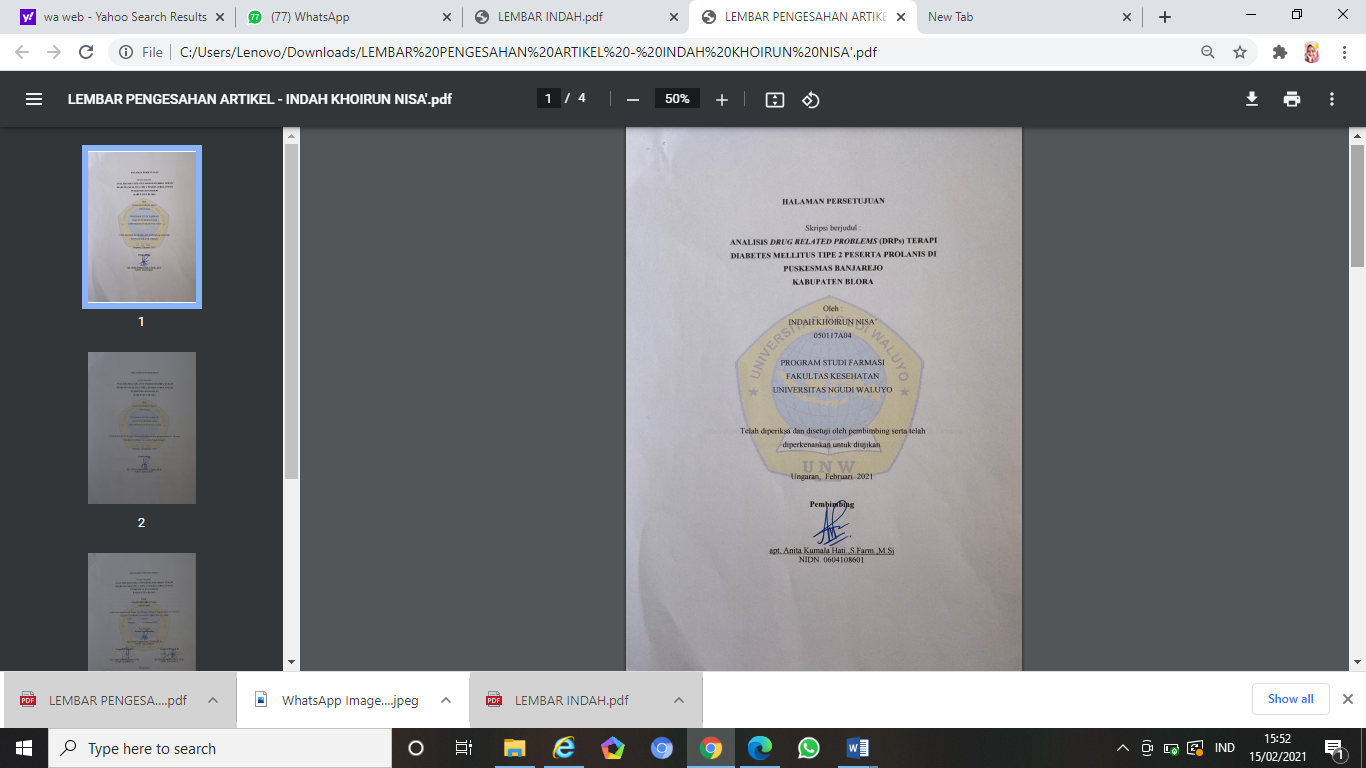 wa web - Yahoo Search Results
(77) WhatsApp
LEMBAR INDAH.pdf
LEMBAR PENGESAHAN ARTIKE
New Tab
File
C:/Users/Lenovo/Downloads/LEMBAR%20PENGESAHAN%20ARTIKEL%20-%20INDAH%20KHOIRUN%20NISA'.pdf
LEMBAR PENGESAHAN ARTIKEL - INDAH KHOIRUN NISA'.pdf
1 / 4
50%
1
2
HALAMAN PERSETUJUAN
Skripsi berjudul :
ANALISIS DRUG RELATED PROBLEMS (DRPs) TERAPI
DIABETES MELLITUS TIPE 2 PESERTA PROLANIS DI
PUSKESMAS BANJAREJO
KABUPATEN BLORA
Oleh :
INDAH KHOIRUN NISA'
050117A04
PROGRAM STUDI FARMASI
FAKULTAS KESEHATAN
UNIVERSITAS NGUDI WALUYO
UNIVERSITAS NGUDI WALUYO
Telah diperiksa dan disetuji oleh pembimbing serta telah
diperkenankan untuk diujikan
UNW
Ungaran, Februari 2021
Pembimbing
apt. Anita Kumala Hati ,S.Farm.,M.Si
NIDN. 0604108601
LEMBAR PENGESA....pdf
WhatsApp Image....jpeg
LEMBAR INDAH.pdf
Show all
Type here to search
IND
15:52
15/02/2021
1